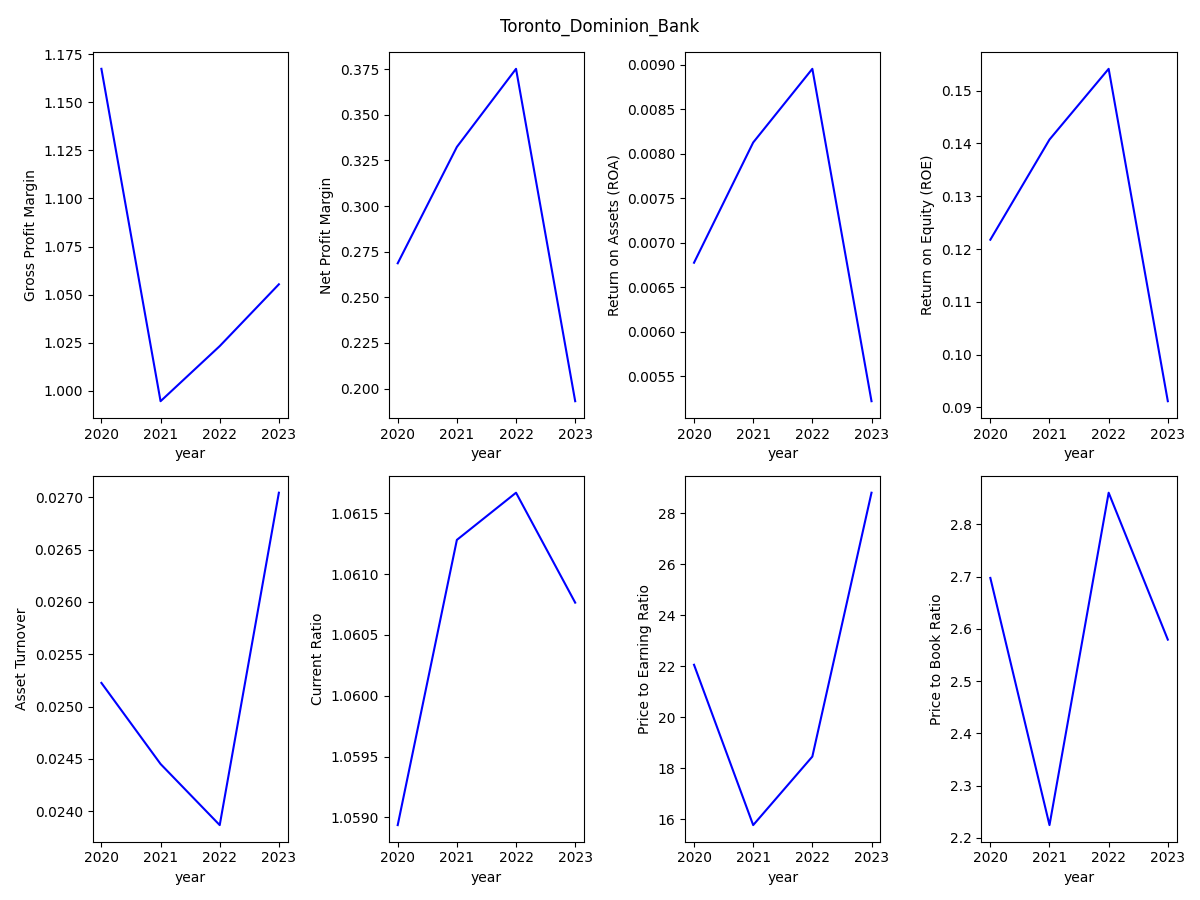 Toronto_Dominion_Bank
Gross Profit Margin
1.175
1.150
1.125
1.100
1.075
1.050
1.025
1.000
2020 2021 2022 2023
year
Net Profit Margin
0.375
0.350
0.325
0.300
0.275
0.250
0.225
0.200
2020 2021 2022 2023
year
Return on Assets (ROA)
0.0090
0.0085
0.0080
0.0075
0.0070
0.0065
0.0060
0.0055
2020 2021 2022 2023
year
Return on Equity (ROE)
0.15
0.14
0.13
0.12
0.11
0.10
0.09
2020 2021 2022 2023
year
Asset Turnover
0.0270
0.0265
0.0260
0.0255
0.0250
0.0245
0.0240
2020 2021 2022 2023
year
Current Ratio
1.0615
1.0610
1.0605
1.0600
1.0595
1.0590
2020 2021 2022 2023
year
Price to Earning Ratio
28
26
24
22
20
18
16
2020 2021 2022 2023
year
Price to Book Ratio
2.8
2.7
2.6
2.5
2.4
2.3
2.2
2020 2021 2022 2023
year